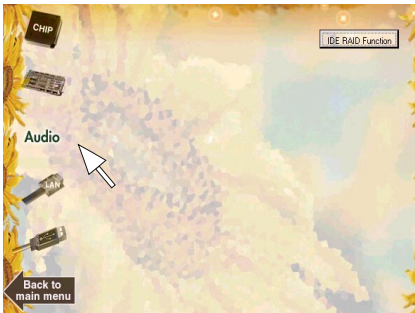 CHIP
IDE RAID Function
Audio
LAN
Back to
main menu